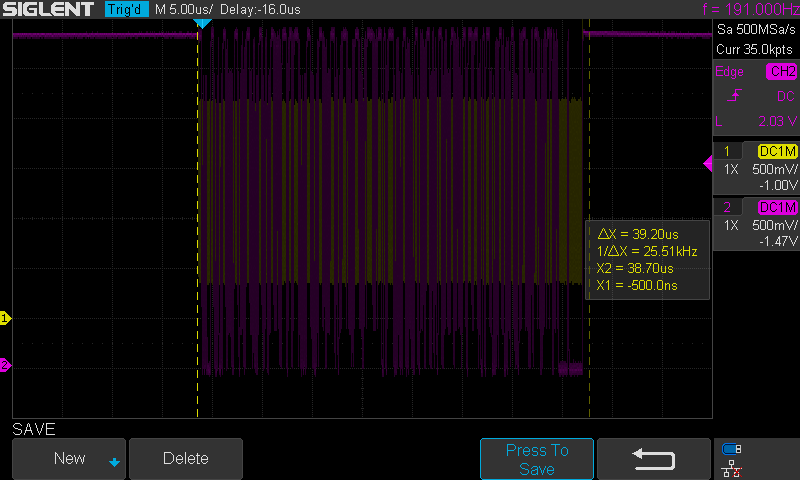 SIGLENT Trig'd M 5.00us/ Delay:-16.0us f = 191.000Hz
Sa 500MSa/s
Curr 35.0kpts
Edge CH2
DC
L 2.03 V
1 DC1M
1X 500mV/
-1.00V
2 DC1M
1X 500mV/
-1.47V
ΔX = 39.20us
1/ΔX = 25.51kHz
X2 = 38.70us
X1 = -500.0ns
1
2
SAVE
New
Delete
Press To
Save